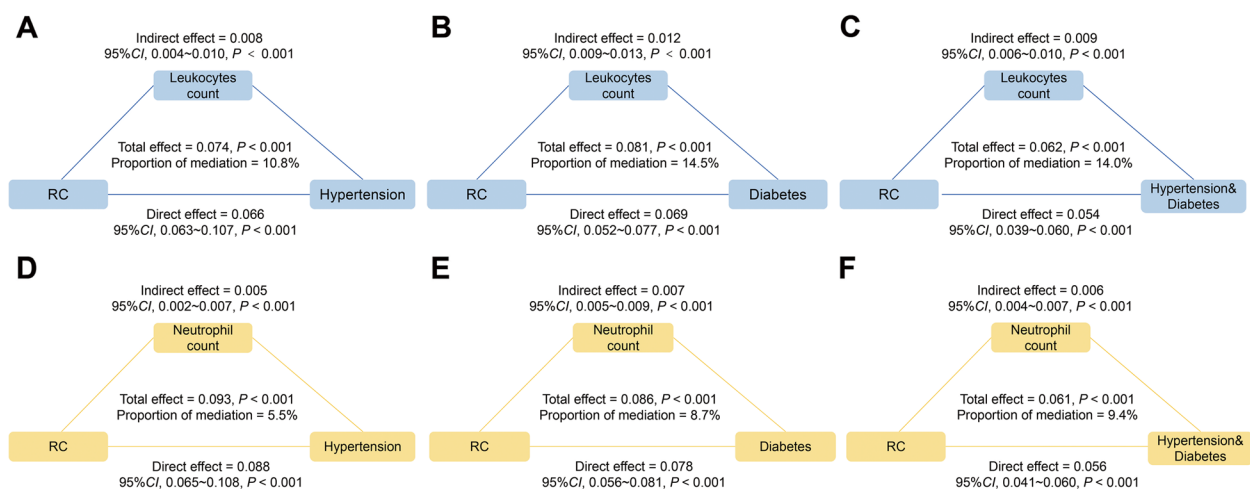 A
Indirect effect = 0.008
95%CI, 0.004~0.010, P < 0.001
Leukocytes
count
Total effect = 0.074, P < 0.001
Proportion of mediation = 10.8%
RC
Hypertension
Direct effect = 0.066
95%CI, 0.063~0.107, P < 0.001
B
Indirect effect = 0.012
95%CI, 0.009~0.013, P < 0.001
Leukocytes
count
Total effect = 0.081, P < 0.001
Proportion of mediation = 14.5%
RC
Diabetes
Direct effect = 0.069
95%CI, 0.052~0.077, P < 0.001
C
Indirect effect = 0.009
95%CI, 0.006~0.010, P < 0.001
Leukocytes
count
Total effect = 0.062, P < 0.001
Proportion of mediation = 14.0%
RC
Hypertension&
Diabetes
Direct effect = 0.054
95%CI, 0.039~0.060, P < 0.001
D
Indirect effect = 0.005
95%CI, 0.002~0.007, P < 0.001
Neutrophil
count
Total effect = 0.093, P < 0.001
Proportion of mediation = 5.5%
RC
Hypertension
Direct effect = 0.088
95%CI, 0.065~0.108, P < 0.001
E
Indirect effect = 0.007
95%CI, 0.005~0.009, P < 0.001
Neutrophil
count
Total effect = 0.086, P < 0.001
Proportion of mediation = 8.7%
RC
Diabetes
Direct effect = 0.078
95%CI, 0.056~0.081, P < 0.001
F
Indirect effect = 0.006
95%CI, 0.004~0.007, P < 0.001
Neutrophil
count
Total effect = 0.061, P < 0.001
Proportion of mediation = 9.4%
RC
Hypertension&
Diabetes
Direct effect = 0.056
95%CI, 0.041~0.060, P < 0.001